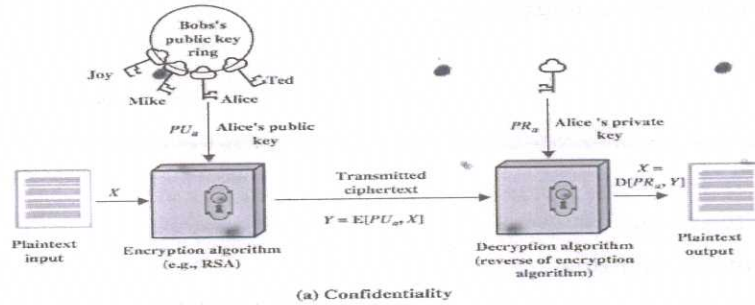 Bobs's
public key
ring
Joy
Ted
Mike
Alice
PUa
Alice's public
key
PRa
Alice's private
key
X
Transmitted
ciphertext
X =
D[PRa, Y]
Y = E[PUa, X]
Plaintext
input
Encryption algorithm
(e.g., RSA)
Decryption algorithm
(reverse of encryption
algorithm)
Plaintext
output
(a) Confidentiality